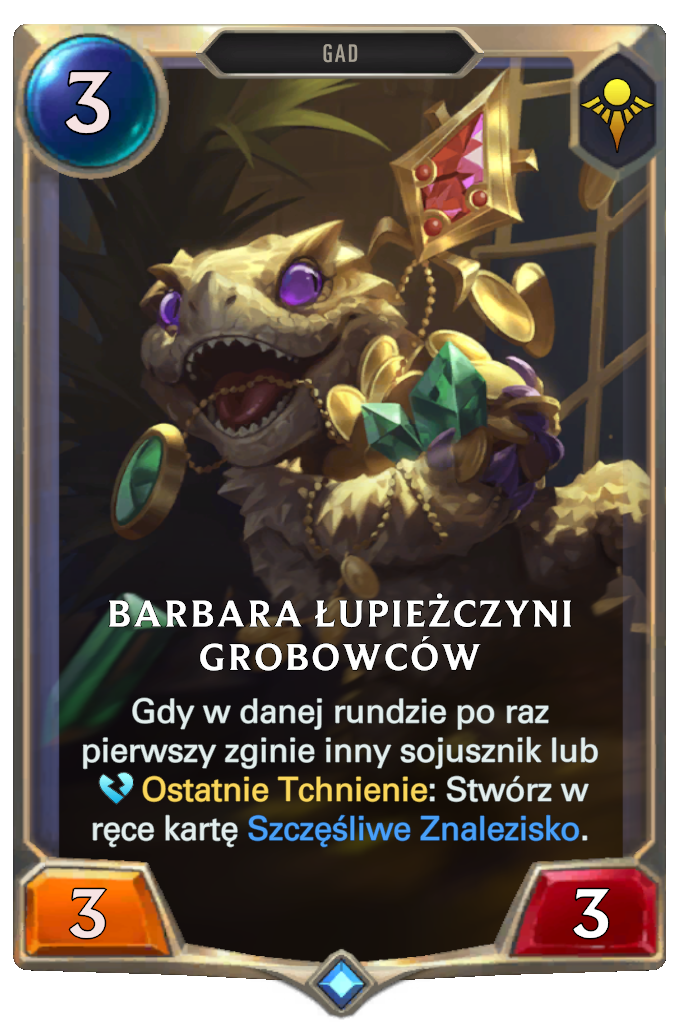 3
GAD
BARBARA ŁUPIEŻCZYNI
GROBOWCÓW
Gdy w danej rundzie po raz
pierwszy zginie inny sojusznik lub
Ostatnie Tchnienie: Stwórz w
ręce kartę Szczęśliwe Znalezisko.
3
3